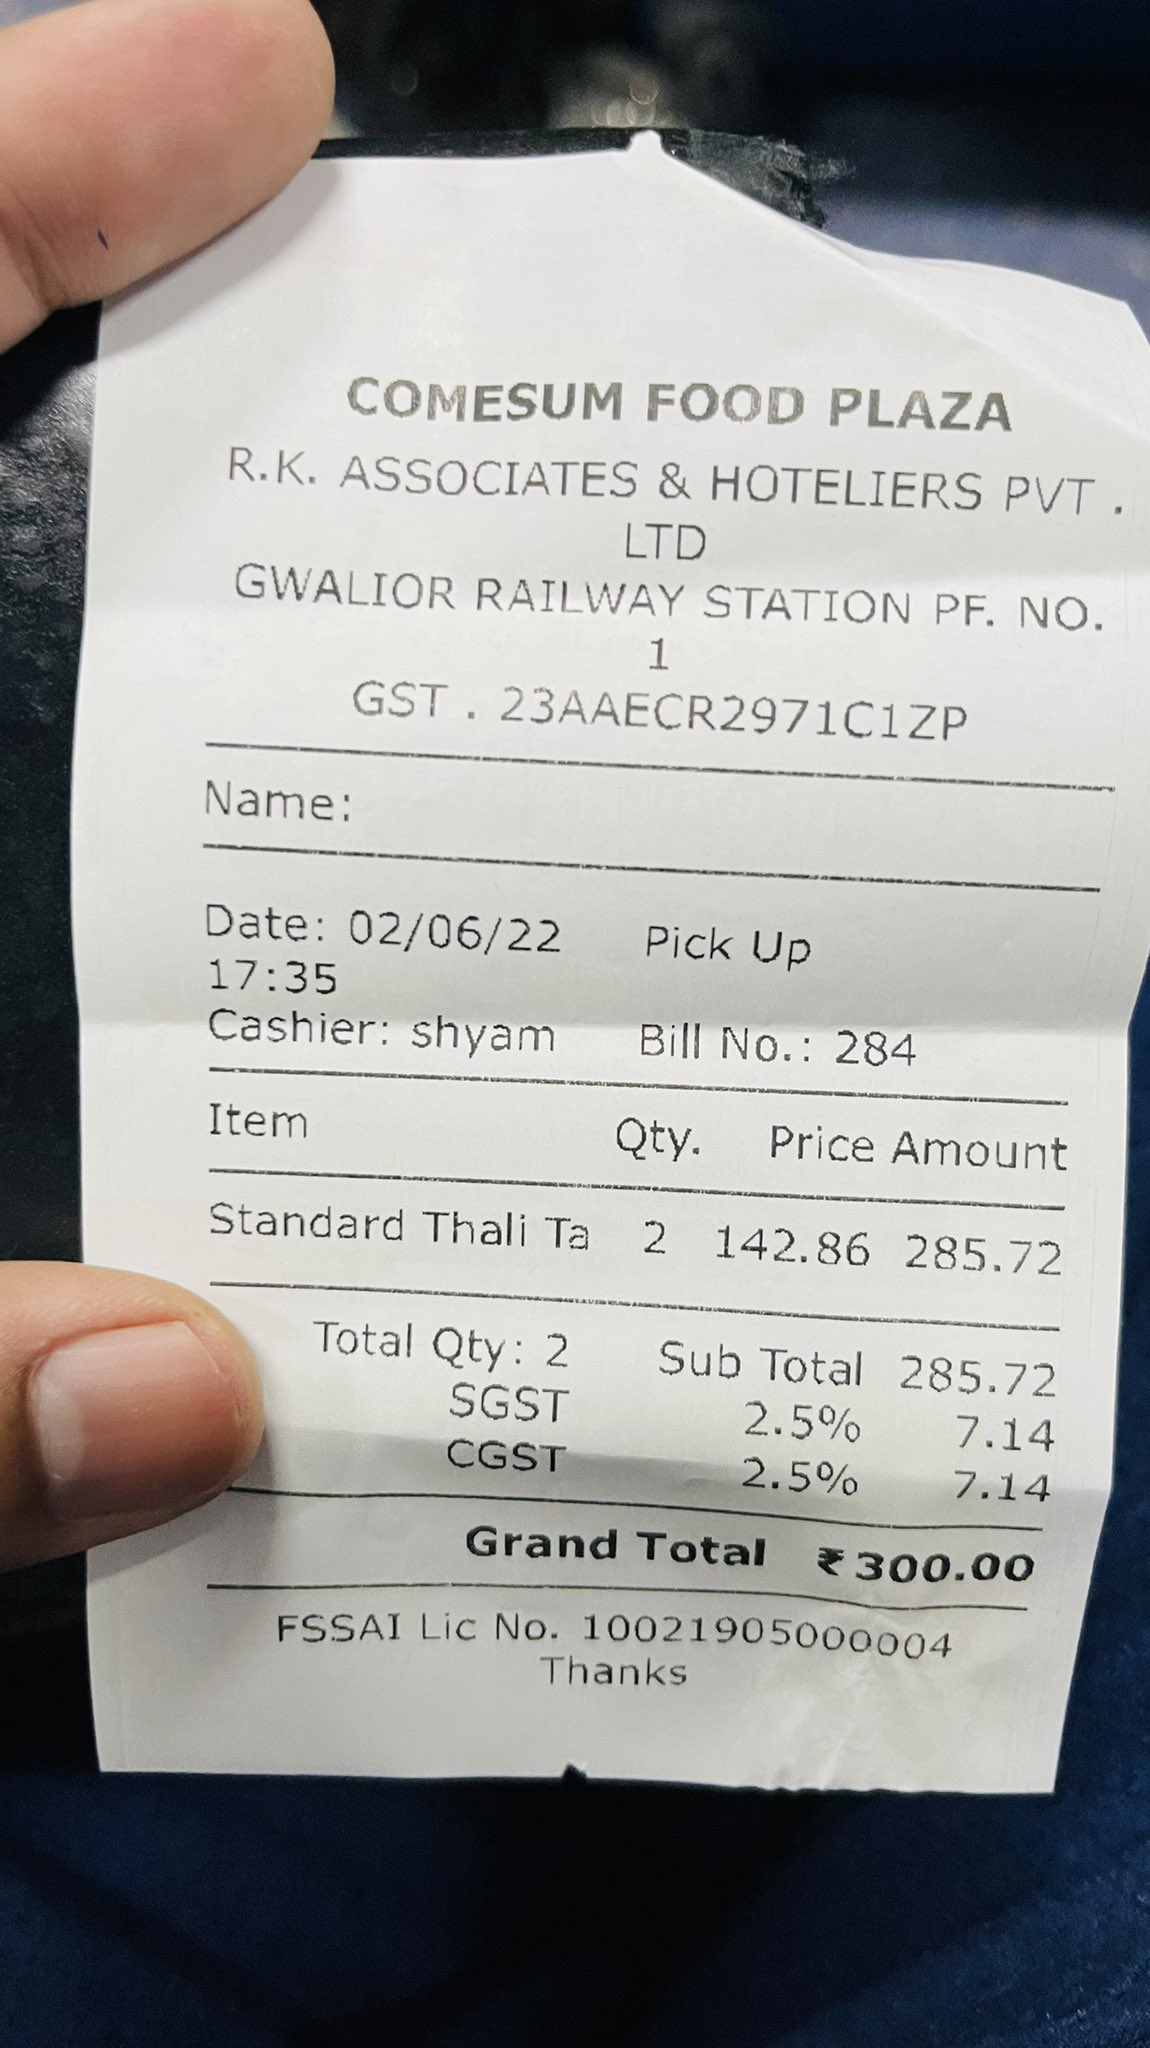 COMESUM FOOD PLAZA
R.K. ASSOCIATES & HOTELIERS PVT .
LTD
GWALIOR RAILWAY STATION PF. NO.
1
GST . 23AAECR2971C1ZP
Name:
Date: 02/06/22 Pick Up
17:35
Cashier: shyam Bill No.: 284
Item Qty. Price Amount
Standard Thali Ta 2 142.86 285.72
Total Qty: 2 Sub Total 285.72
SGST 2.5% 7.14
CGST 2.5% 7.14
Grand Total ₹300.00
FSSAI Lic No. 10021905000004
Thanks